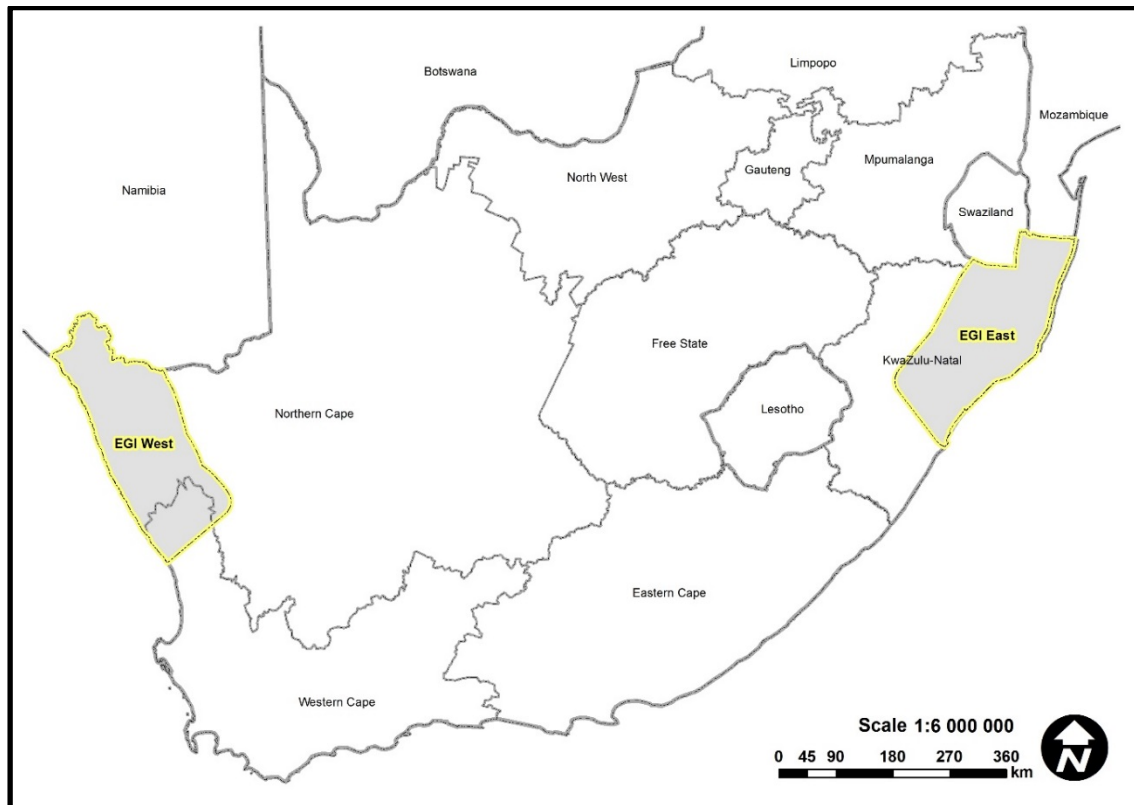 Botswana
Limpopo
Mozambique
Namibia
North West
Gauteng
Mpumalanga
Swaziland
EGI East
Free State
KwaZulu-Natal
Northern Cape
Lesotho
EGI West
Eastern Cape
Western Cape
Scale 1:6 000 000
0 45 90 180 270 360
km
N